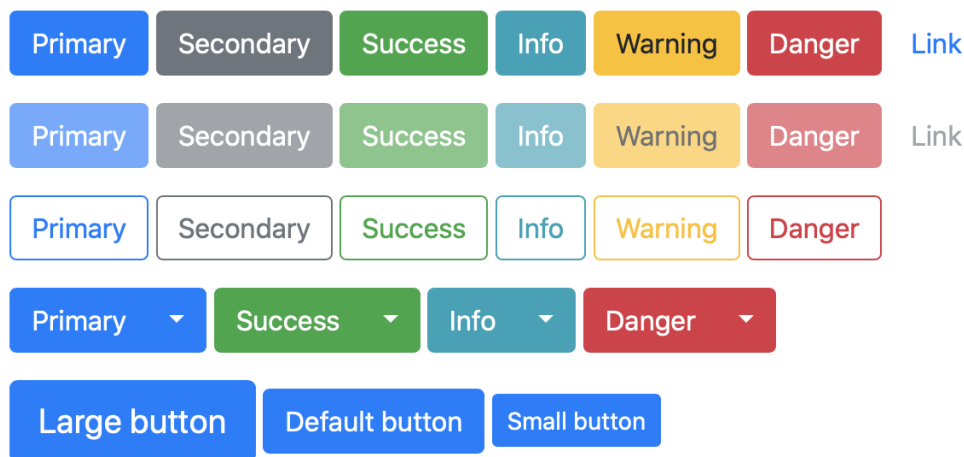 Primary Secondary Success Info Warning Danger Link
Primary Secondary Success Info Warning Danger Link
Primary Secondary Success Info Warning Danger
Primary Success Info Danger
Large button Default button Small button